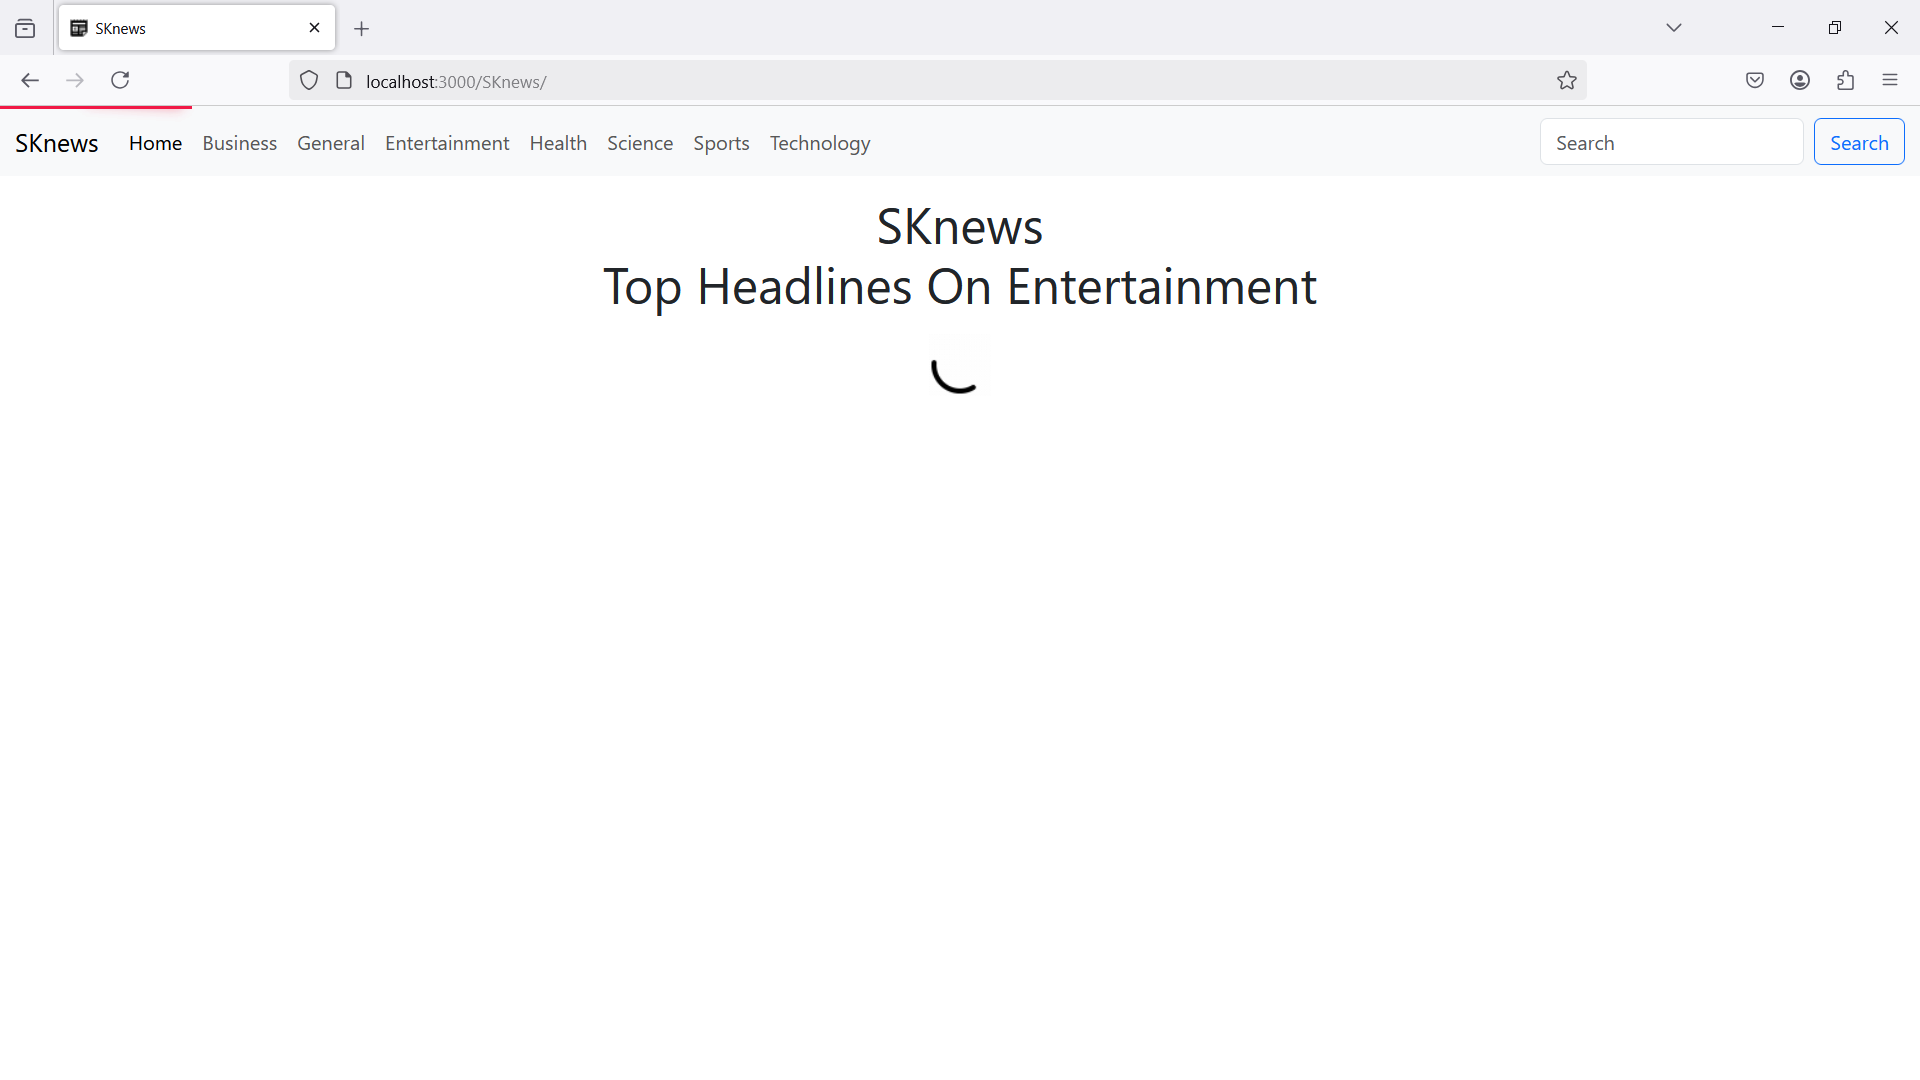 SKnews
localhost:3000/SKnews/
SKnews Home Business General Entertainment Health Science Sports Technology Search Search
SKnews
Top Headlines On Entertainment